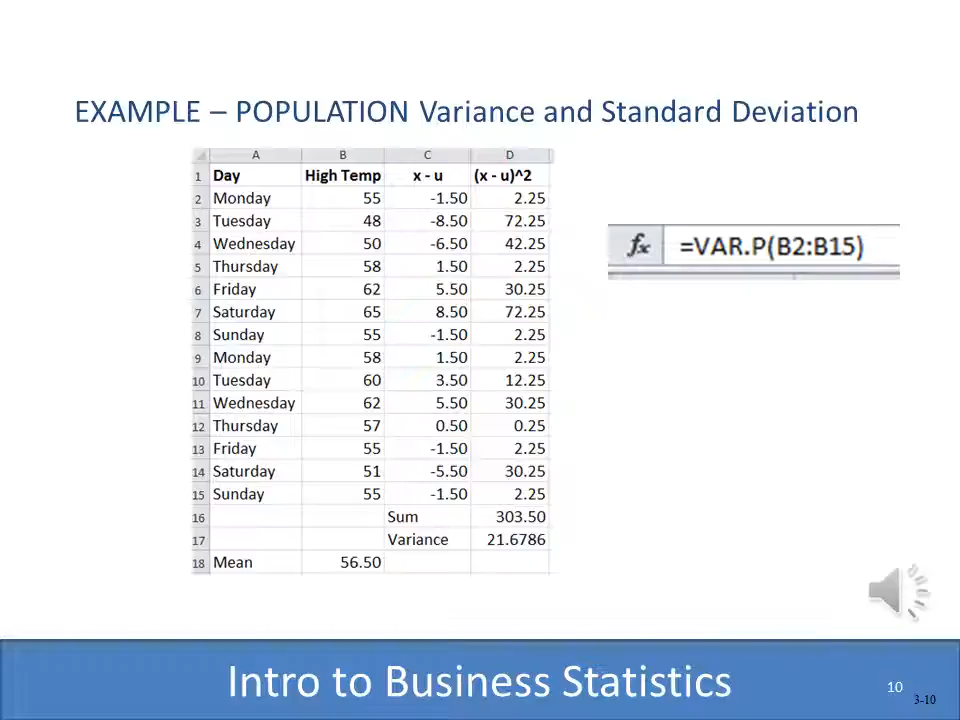 EXAMPLE – POPULATION Variance and Standard Deviation
A B C D
1 Day High Temp x - u (x - u)^2
2 Monday 55 -1.50 2.25
3 Tuesday 48 -8.50 72.25
4 Wednesday 50 -6.50 42.25
5 Thursday 58 1.50 2.25
6 Friday 62 5.50 30.25
7 Saturday 65 8.50 72.25
8 Sunday 55 -1.50 2.25
9 Monday 58 1.50 2.25
10 Tuesday 60 3.50 12.25
11 Wednesday 62 5.50 30.25
12 Thursday 57 0.50 0.25
13 Friday 55 -1.50 2.25
14 Saturday 51 -5.50 30.25
15 Sunday 55 -1.50 2.25
16 Sum 303.50
17 Variance 21.6786
18 Mean 56.50
fx =VAR.P(B2:B15)
Intro to Business Statistics
10
3-10